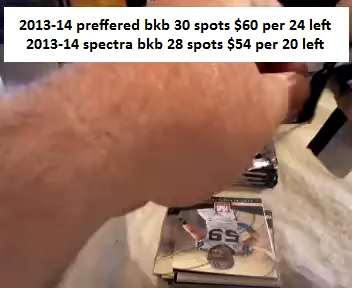 2013-14 preffered bkb 30 spots $60 per 24 left
2013-14 spectra bkb 28 spots $54 per 20 left
59